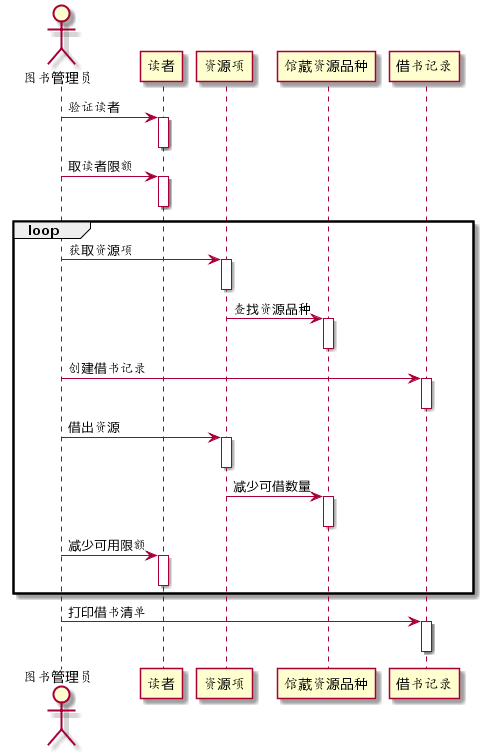 图书管理员
读者
资源项
馆藏资源品种
借书记录
验证读者
取读者限额
loop
获取资源项
查找资源品种
创建借书记录
借出资源
减少可借数量
减少可用限额
打印借书清单
图书管理员
读者
资源项
馆藏资源品种
借书记录